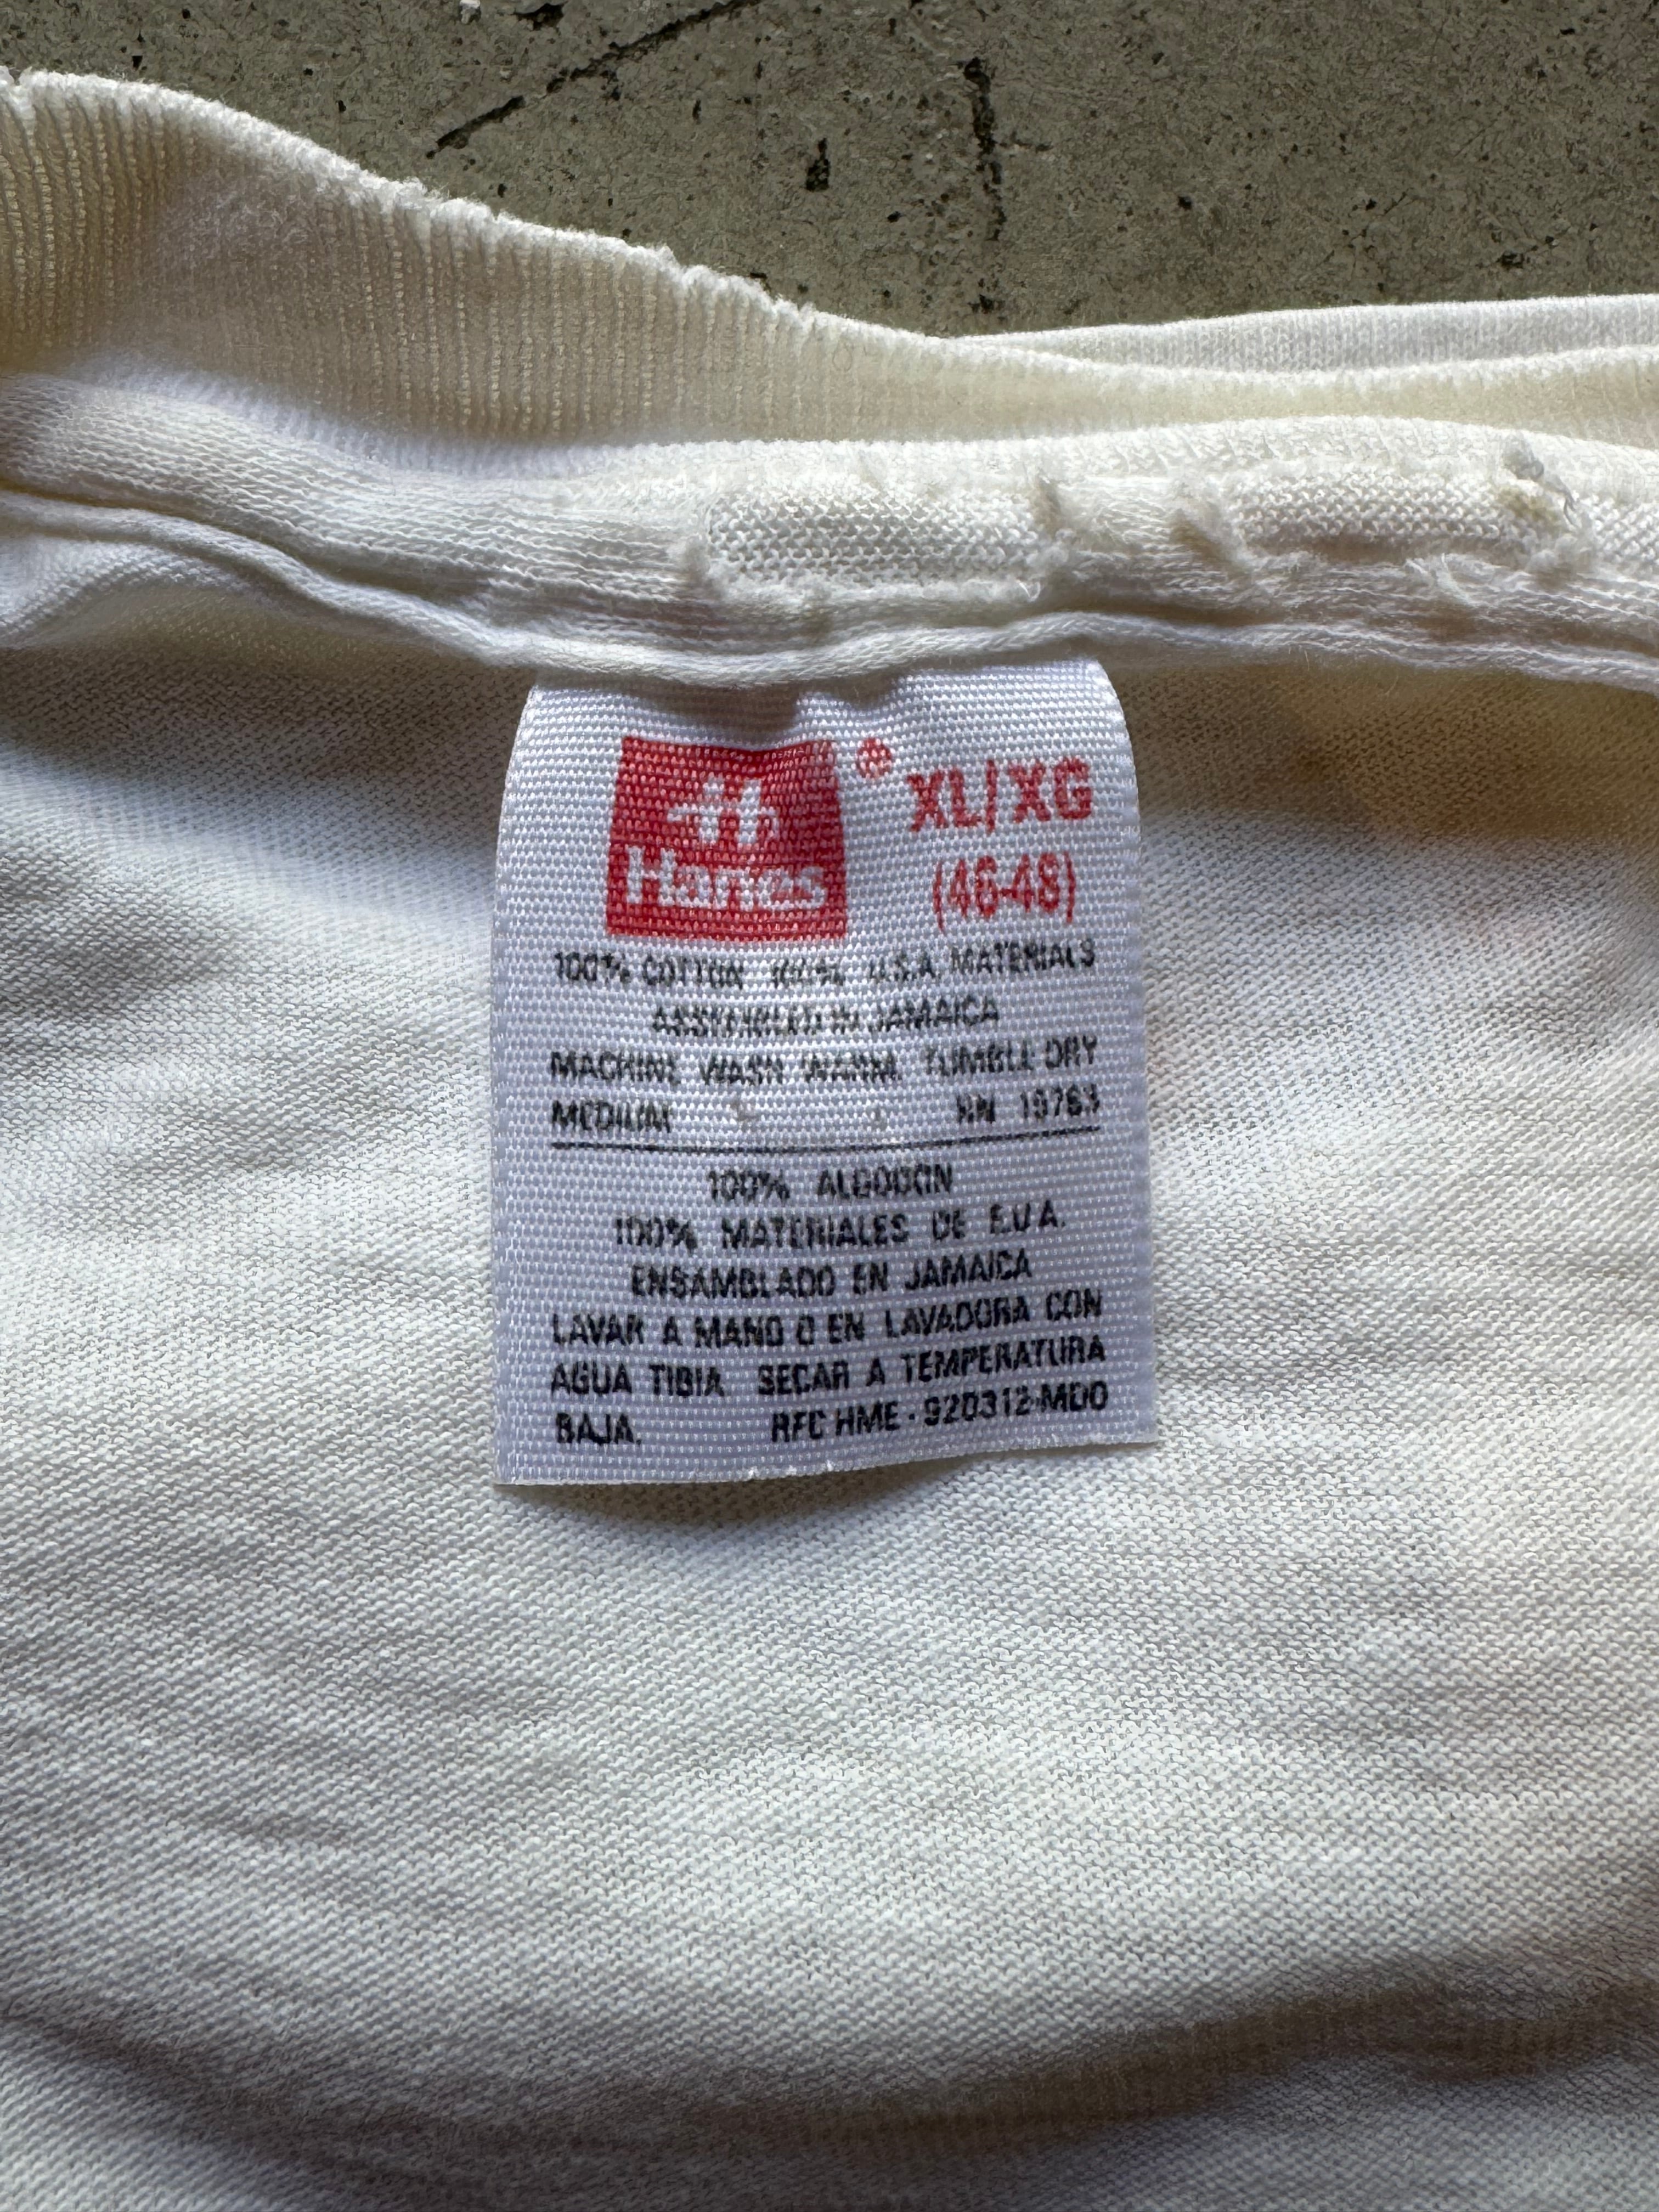 Hanes ® XL/XG
(46-48)
100% COTTON 100% U.S.A. MATERIALS
ASSEMBLED IN JAMAICA
MACHINE WASH WARM. TUMBLE DRY
MEDIUM RN 19763
100% ALGODON
100% MATERIALES DE E.U.A.
ENSAMBLADO EN JAMAICA
LAVAR A MANO O EN LAVADORA CON
AGUA TIBIA SECAR A TEMPERATURA
BAJA. RFC HME-920312-MD0